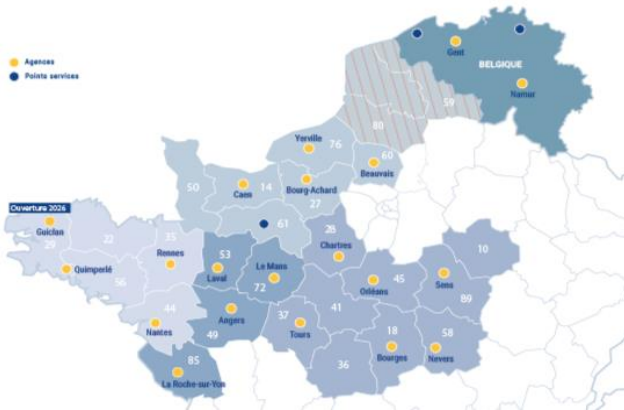 Agences
Points services
Gent
BELGIQUE
Namur
59
80
Yerville
76
60
Beauvais
50
Caen
14
Bourg-Achard
27
61
Ouverture 2026
Guiclan
29
22
35
Rennes
Quimperlé
56
53
Laval
Le Mans
72
28
Chartres
10
Orléans
45
Sens
89
44
Nantes
Angers
49
37
Tours
41
18
Bourges
58
Nevers
36
85
La Roche-sur-Yon